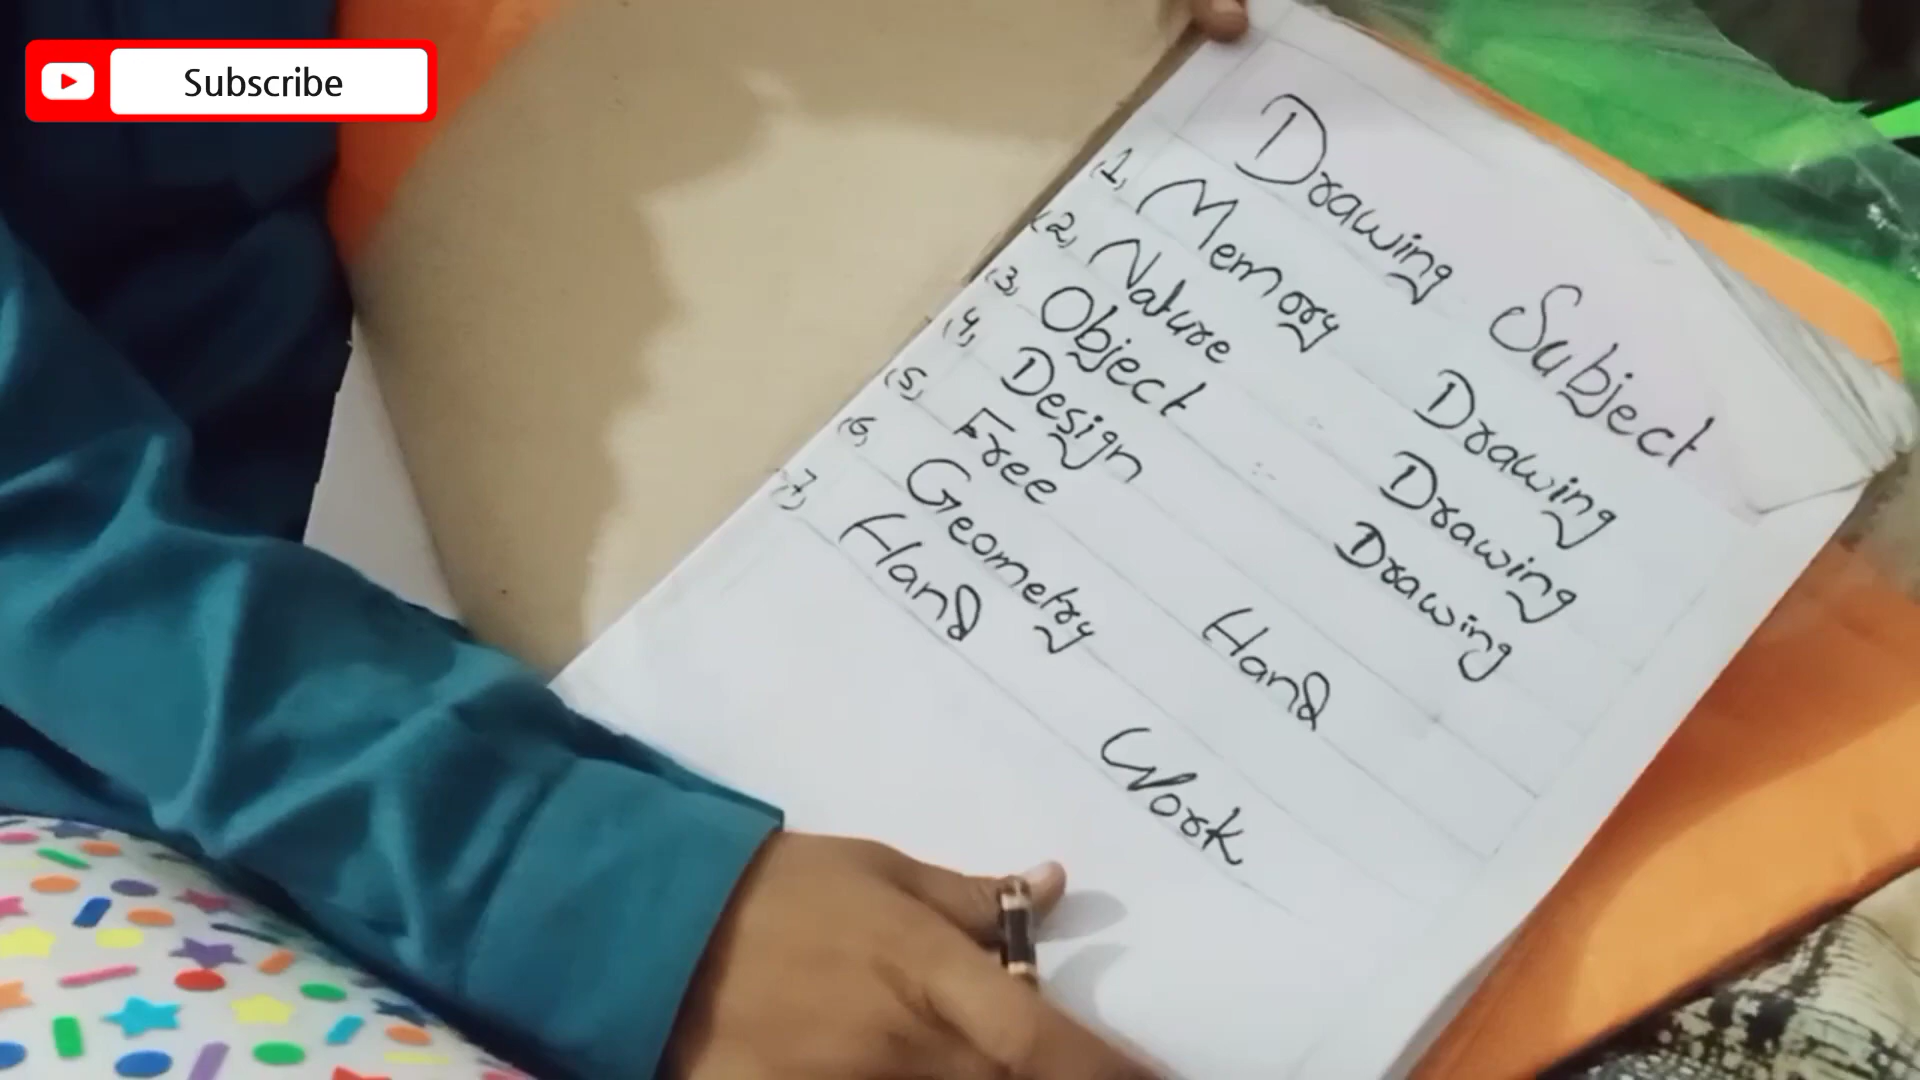 Subscribe
Drawing Subject
(1) Memory Drawing
(2) Nature Drawing
(3) Object Drawing
(4) Design
(5) Free Hand
(6) Geometry
(7) Hand Work